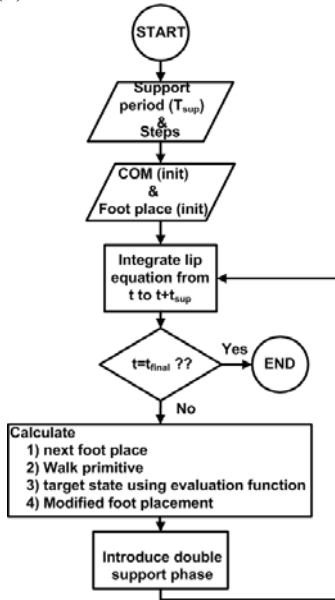 START
Support
period (Tsup)
&
Steps
COM (init)
&
Foot place (init)
Integrate lip
equation from
t to t+tsup
t=tfinal ??
Yes
END
No
Calculate
1) next foot place
2) Walk primitive
3) target state using evaluation function
4) Modified foot placement
Introduce double
support phase